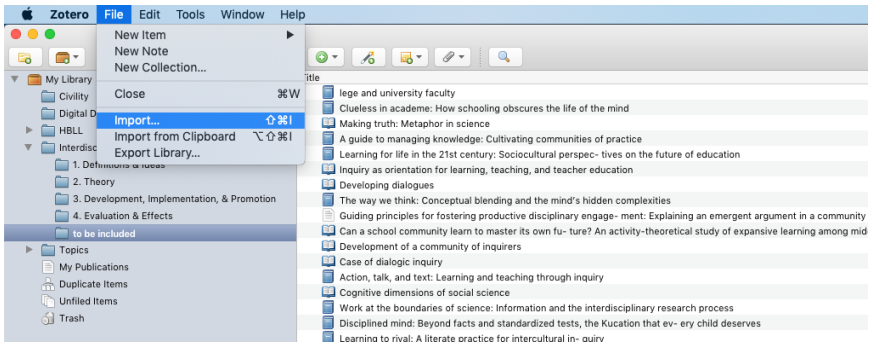 Zotero File Edit Tools Window Help
New Item
New Note
New Collection...
Close ⌘W
Import... ⇧⌘I
Import from Clipboard ⌥⇧⌘I
Export Library...
My Library
Civility
Digital D
HBLL
Interdisc
1. Definitions & Ideas
2. Theory
3. Development, Implementation, & Promotion
4. Evaluation & Effects
to be included
Topics
My Publications
Duplicate Items
Unfiled Items
Trash
Title
lege and university faculty
Clueless in academe: How schooling obscures the life of the mind
Making truth: Metaphor in science
A guide to managing knowledge: Cultivating communities of practice
Learning for life in the 21st century: Sociocultural perspec- tives on the future of education
Inquiry as orientation for learning, teaching, and teacher education
Developing dialogues
The way we think: Conceptual blending and the mind's hidden complexities
Guiding principles for fostering productive disciplinary engage- ment: Explaining an emergent argument in a community
Can a school community learn to master its own fu- ture? An activity-theoretical study of expansive learning among mid
Development of a community of inquirers
Case of dialogic inquiry
Action, talk, and text: Learning and teaching through inquiry
Cognitive dimensions of social science
Work at the boundaries of science: Information and the interdisciplinary research process
Disciplined mind: Beyond facts and standardized tests, the Kucation that ev- ery child deserves
Learning to rival: A literate practice for intercultural in- quiry